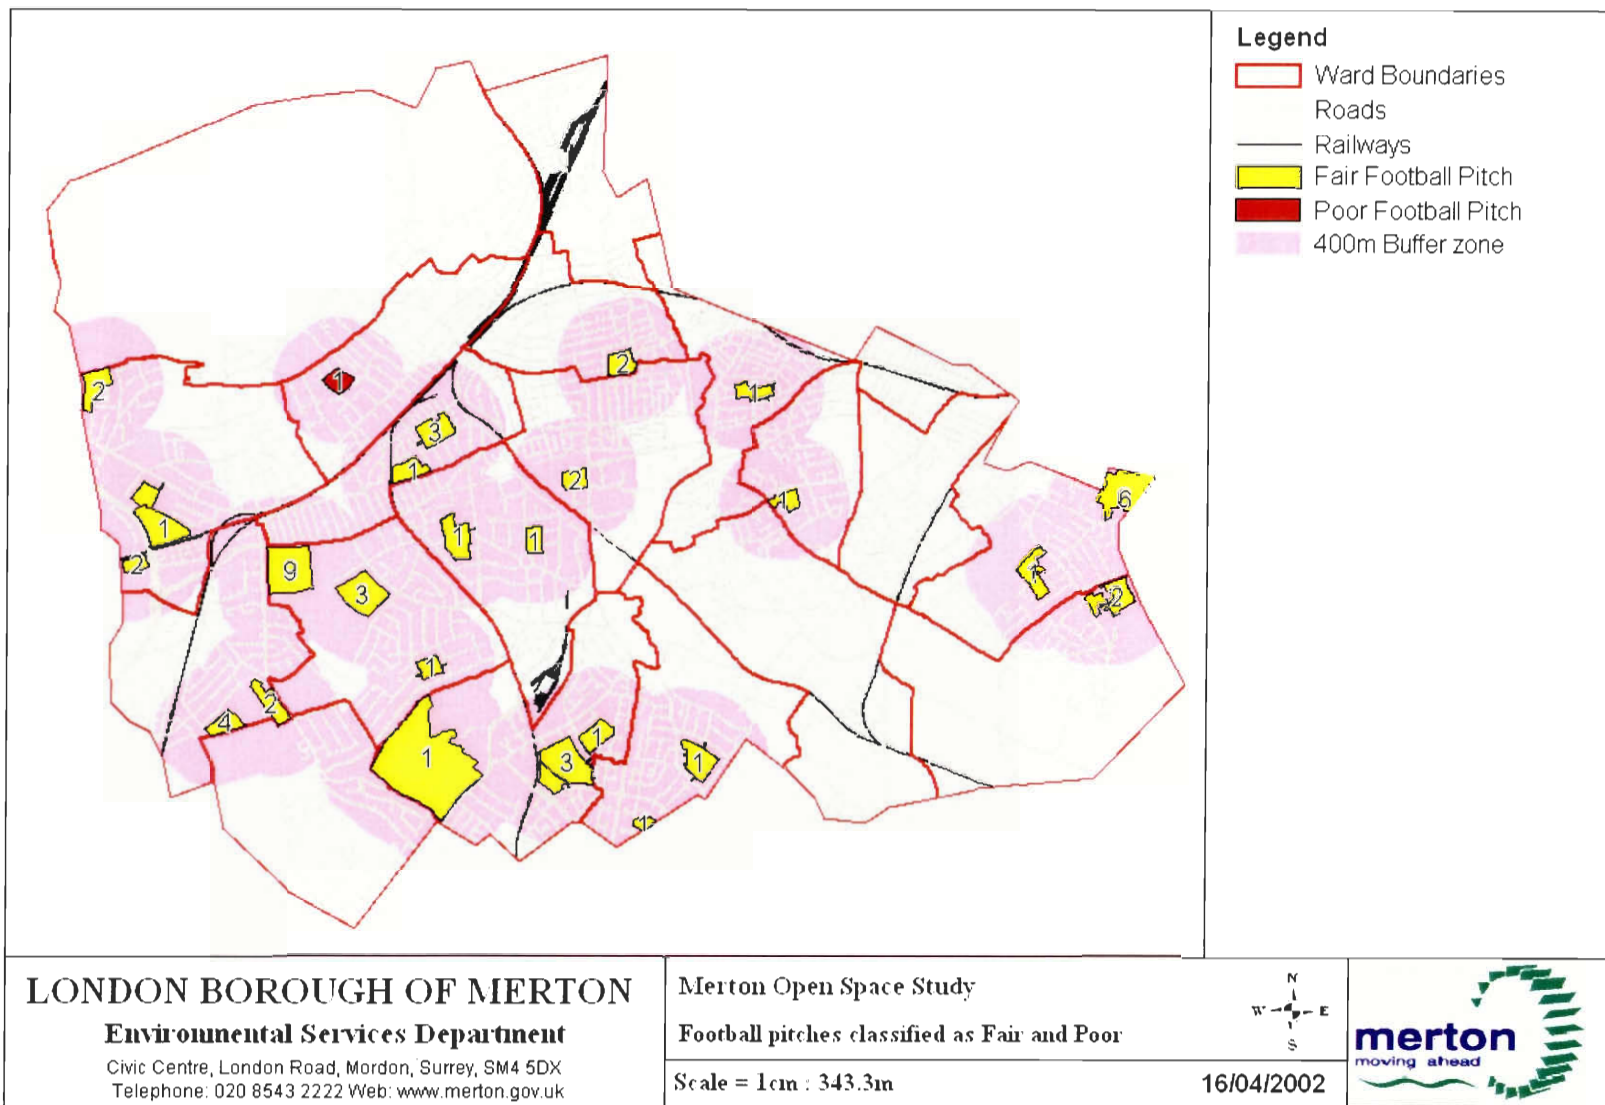 Legend
Ward Boundaries
Roads
Railways
Fair Football Pitch
Poor Football Pitch
400m Buffer zone
2
1
2
1
3
1
2
1
6
1
1
1
1
2
9
3
2
1
2
4
1
1
3
1
1
LONDON BOROUGH OF MERTON
Environmental Services Department
Civic Centre, London Road, Mordon, Surrey, SM4 5DX
Telephone: 020 8543 2222 Web: www.merton.gov.uk
Merton Open Space Study
Football pitches classified as Fair and Poor
Scale = 1cm : 343.3m
16/04/2002
N
W E
S
merton
moving ahead